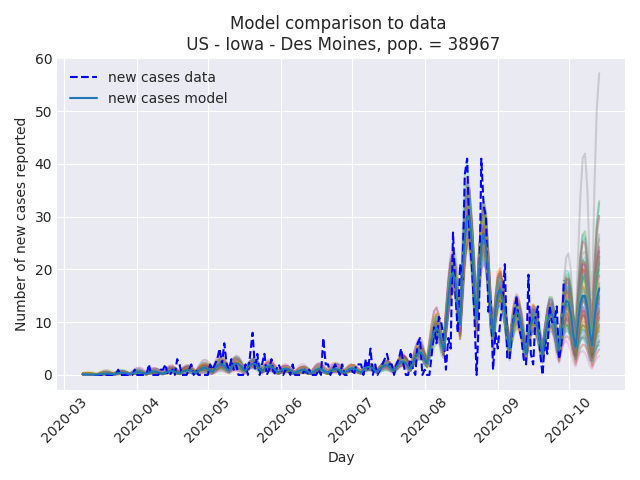 Model comparison to data
US - Iowa - Des Moines, pop. = 38967
new cases data
new cases model
Number of new cases reported
60
50
40
30
20
10
0
2020-03
2020-04
2020-05
2020-06
2020-07
2020-08
2020-09
2020-10
Day